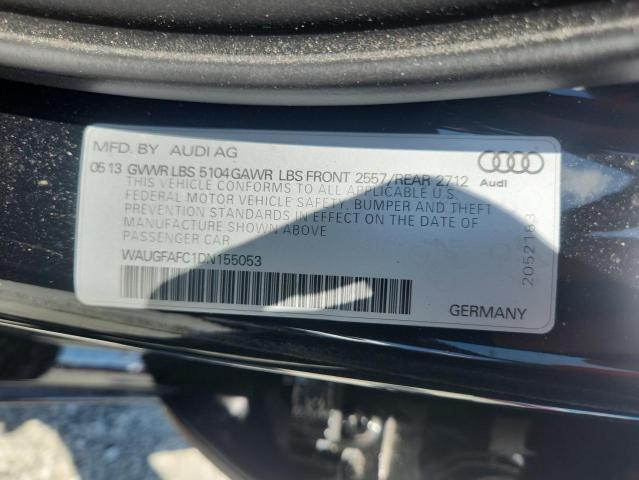 MFD. BY AUDI AG
05 13 GVWR LBS 5104 GAWR LBS FRONT 2557/REAR 2712
THIS VEHICLE CONFORMS TO ALL APPLICABLE U.S.
FEDERAL MOTOR VEHICLE SAFETY, BUMPER AND THEFT
PREVENTION STANDARDS IN EFFECT ON THE DATE OF
MANUFACTURE SHOWN ABOVE
PASSENGER CAR
WAUGFAFC1DN155053
Audi
2052163
GERMANY